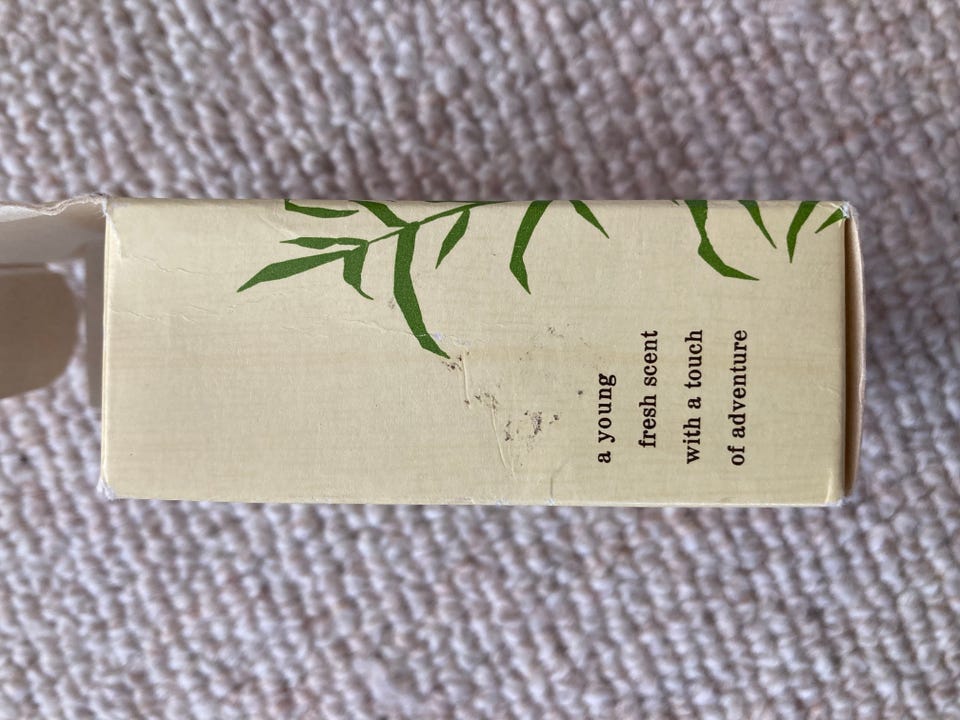 a young
fresh scent
with a touch
of adventure